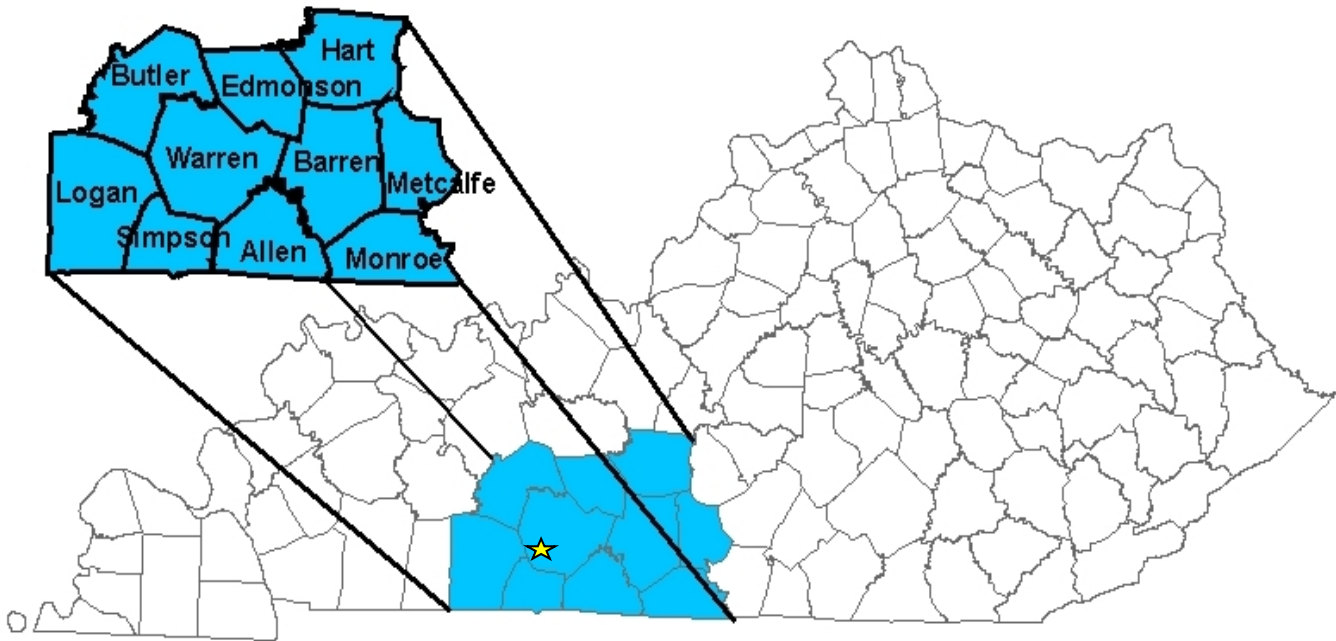 Hart
Butler
Edmonson
Warren
Barren
Logan
Metcalfe
Simpson
Allen
Monroe